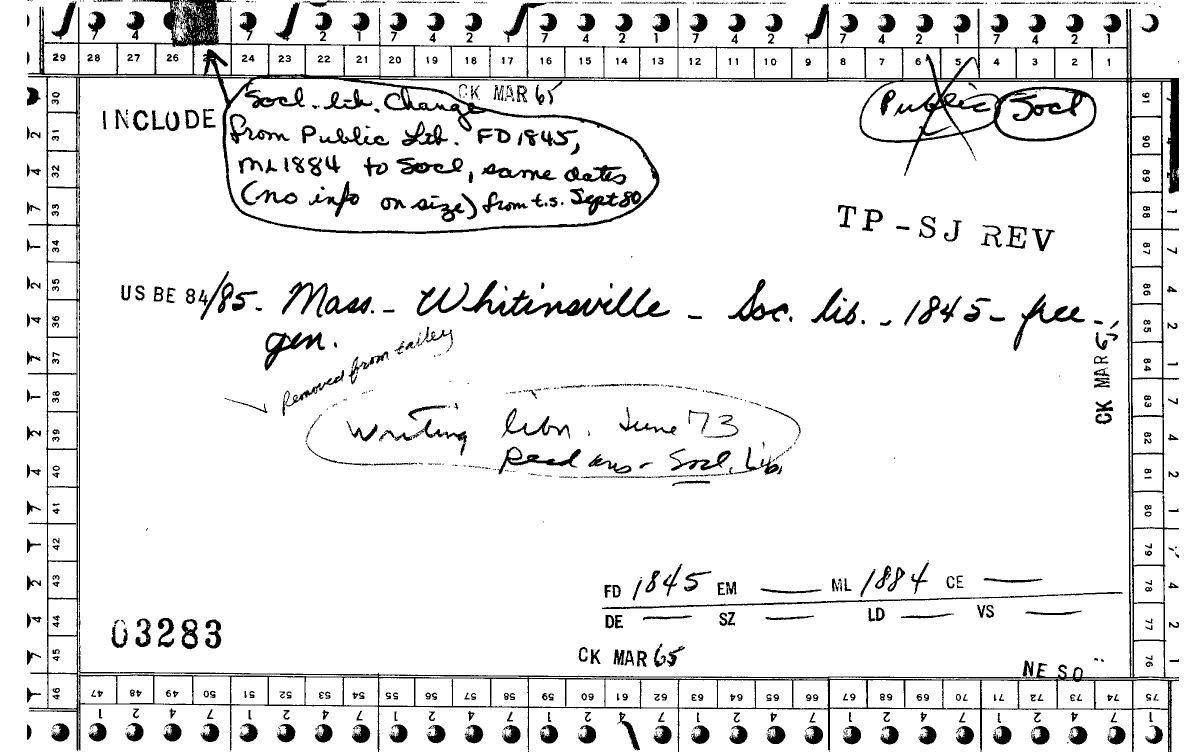 7 4 7 4 2 1 7 4 2 1 7 4 2 1 7 4 2 1 7 4 2 1
29 28 27 26 24 23 22 21 20 19 18 17 16 15 14 13 12 11 10 9 8 7 6 5 4 3 2 1
CK MAR 65
INCLUDE
Socl. lib. Change
from Public Lib. FD 1845,
ML 1884 to Socl, same dates
(no info on size) from t.s. Sept 80
Public Socl
TP-SJ REV
US BE 84/85- Mass. - Whitinsville - Soc. lib. - 1845 - free -
gen.
Removed from talley
CK MAR 65
Writing libn. June 73
Read ans - Socl. Lib.
FD 1845 EM — ML 1884 CE —
DE — SZ — LD — VS —
03283
CK MAR 65
NE SO
30 31 32 33 34 35 36 37 38 39 40 41 42 43 44 45 46
91 90 89 88 87 86 85 84 83 82 81 80 79 78 77 76 75
47 48 49 50 51 52 53 54 55 56 57 58 59 60 61 62 63 64 65 66 67 68 69 70 71 72 73 74 75
1 2 4 7 1 2 4 7 1 2 4 7 1 2 4 7 1 2 4 7 1 2 4 7 1 2 4 7 1